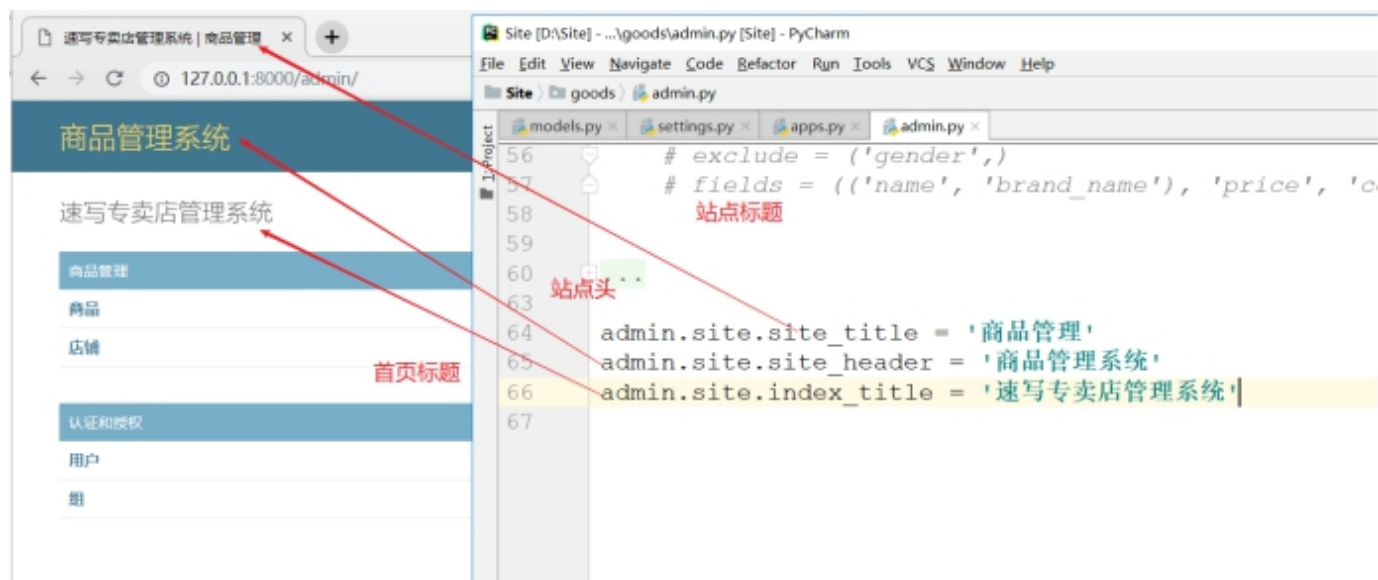 速写专卖店管理系统 | 商品管理
127.0.0.1:8000/admin/
商品管理系统
速写专卖店管理系统
商品管理
商品
店铺
首页标题
认证和授权
用户
组
Site [D:\Site] - ...\goods\admin.py [Site] - PyCharm
File Edit View Navigate Code Refactor Run Tools VCS Window Help
Site goods admin.py
models.py settings.py apps.py admin.py
1: Project
56 # exclude = ('gender',)
57 # fields = (('name', 'brand_name'), 'price', 'c
58 站点标题
59
60 ...
站点头
63
64 admin.site.site_title = '商品管理'
65 admin.site.site_header = '商品管理系统'
66 admin.site.index_title = '速写专卖店管理系统'
67